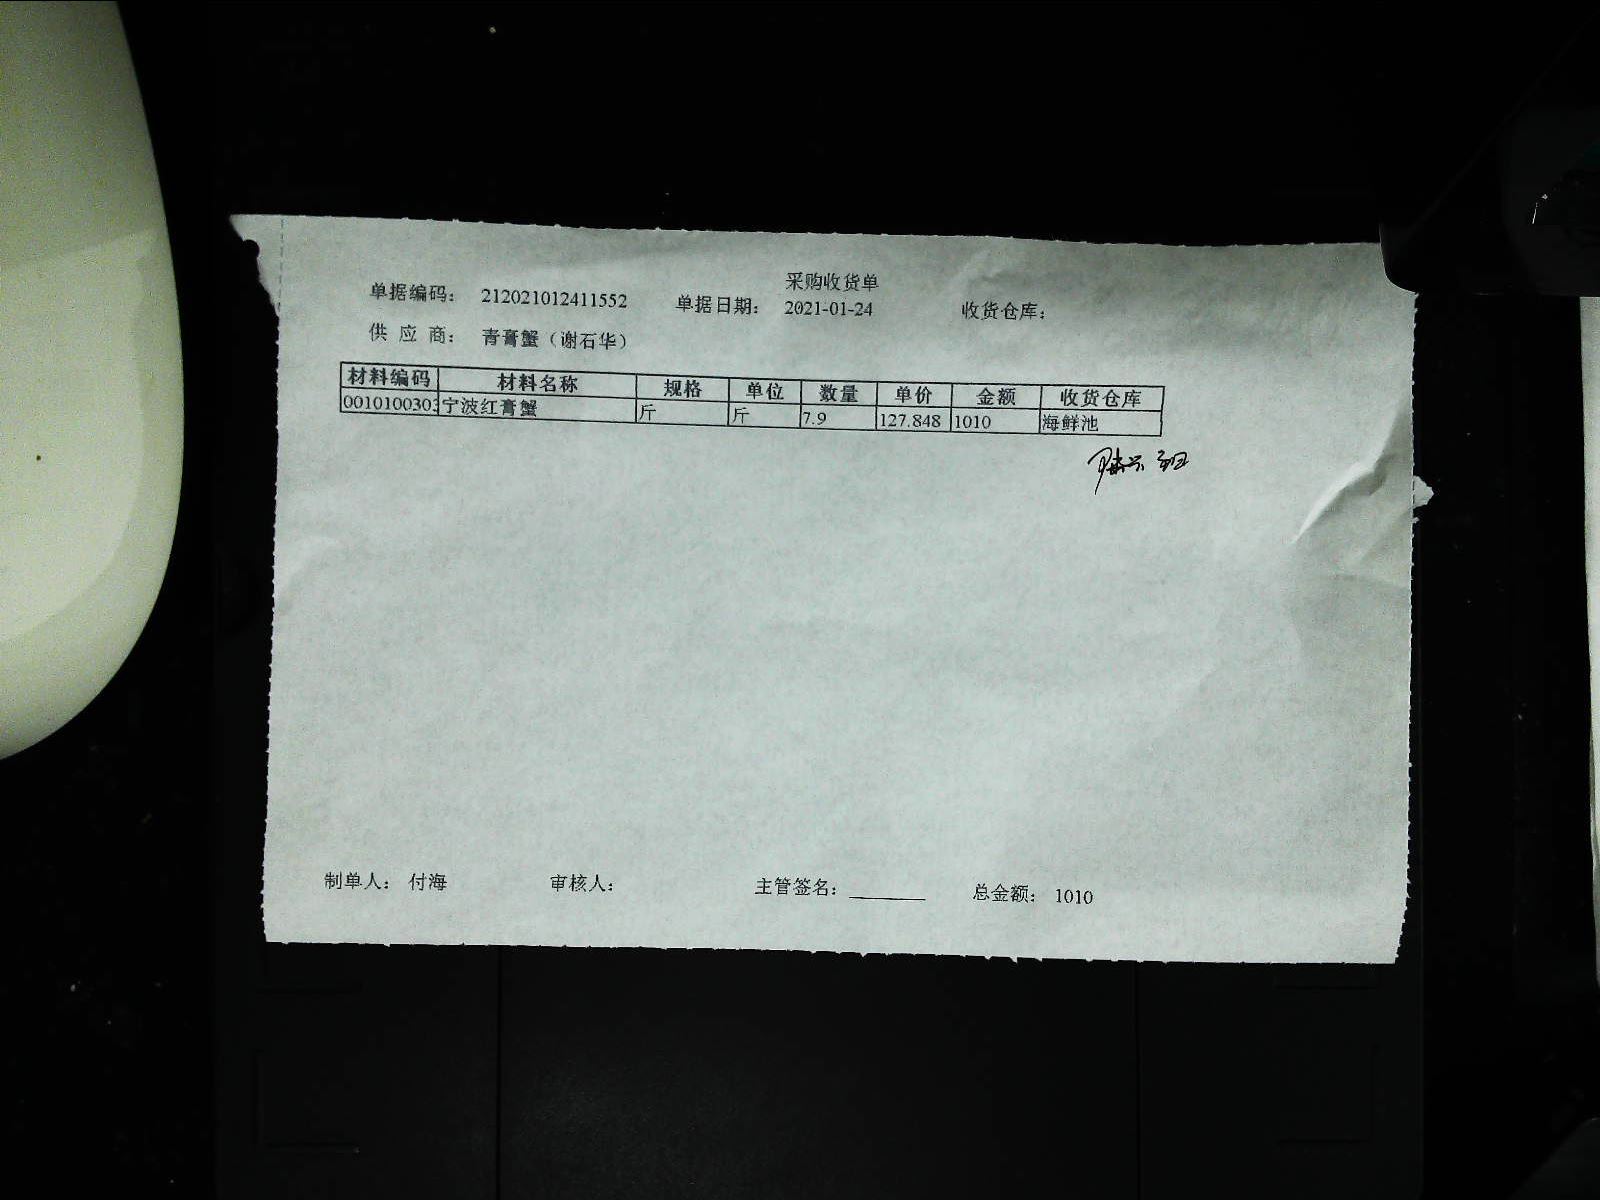 采购收货单
单据编码： 212021012411552 单据日期： 2021-01-24 收货仓库：
供 应 商： 青膏蟹（谢石华）
材料编码 材料名称 规格 单位 数量 单价 金额 收货仓库
0010100303 宁波红膏蟹 斤 斤 7.9 127.848 1010 海鲜池
制单人： 付海 审核人： 主管签名： 总金额： 1010